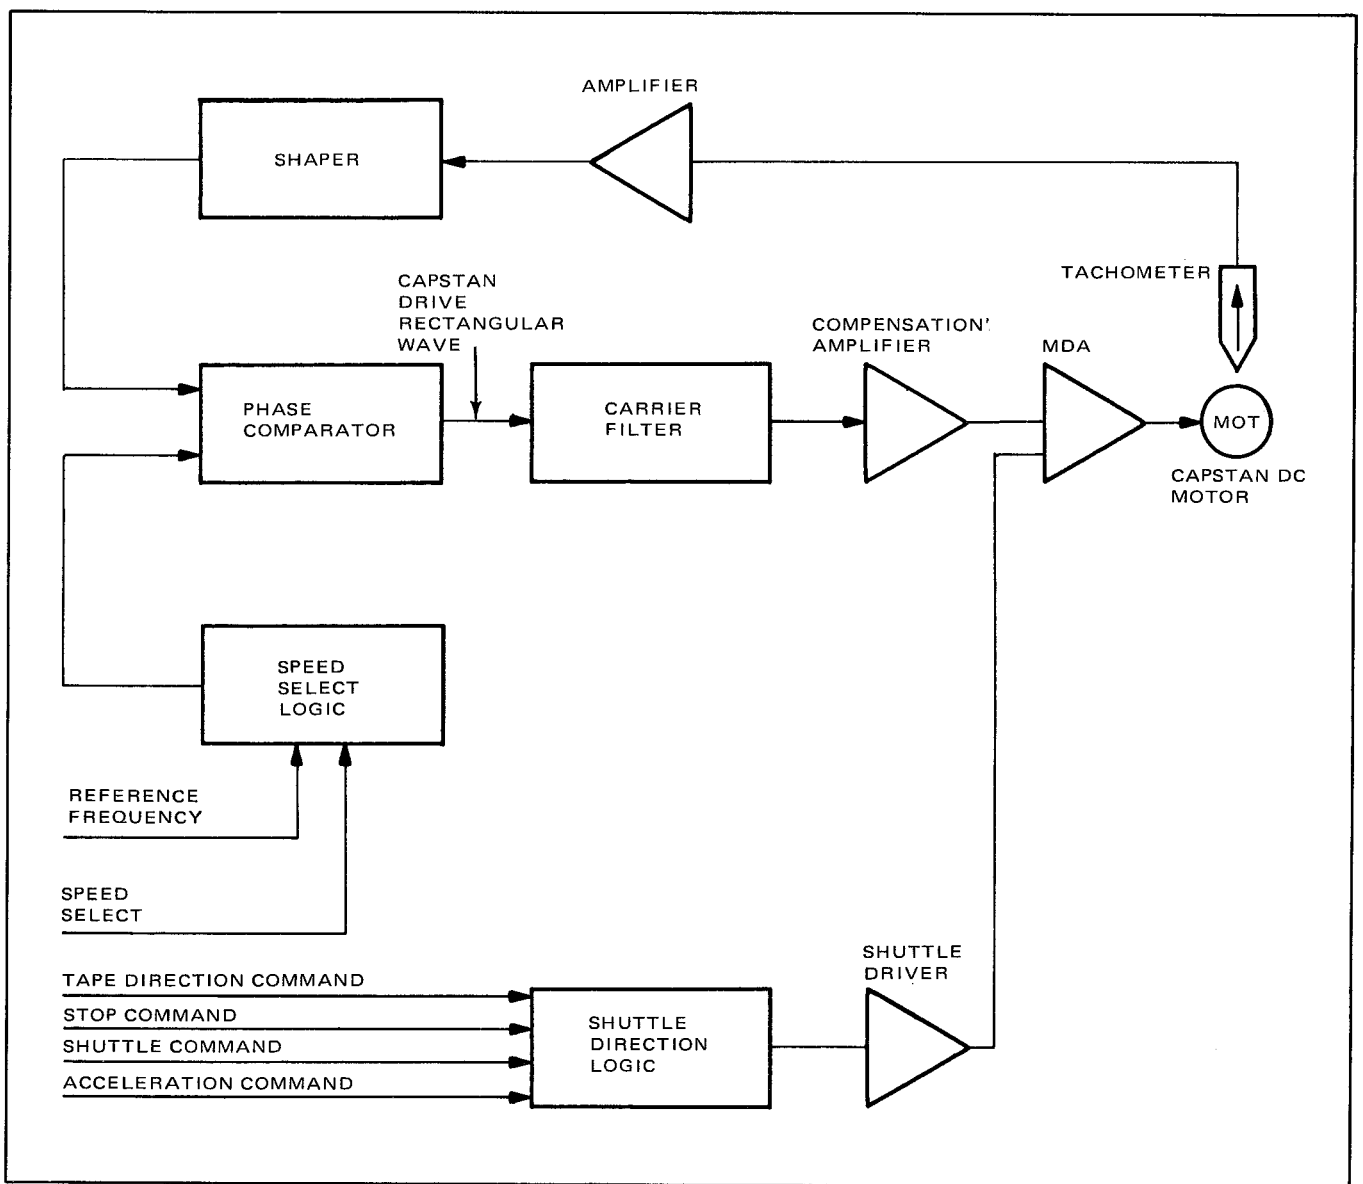 AMPLIFIER
SHAPER
TACHOMETER
CAPSTAN
DRIVE
RECTANGULAR
WAVE
COMPENSATION
AMPLIFIER
MDA
PHASE
COMPARATOR
CARRIER
FILTER
MOT
CAPSTAN DC
MOTOR
SPEED
SELECT
LOGIC
REFERENCE
FREQUENCY
SPEED
SELECT
SHUTTLE
DRIVER
TAPE DIRECTION COMMAND
STOP COMMAND
SHUTTLE COMMAND
ACCELERATION COMMAND
SHUTTLE
DIRECTION
LOGIC